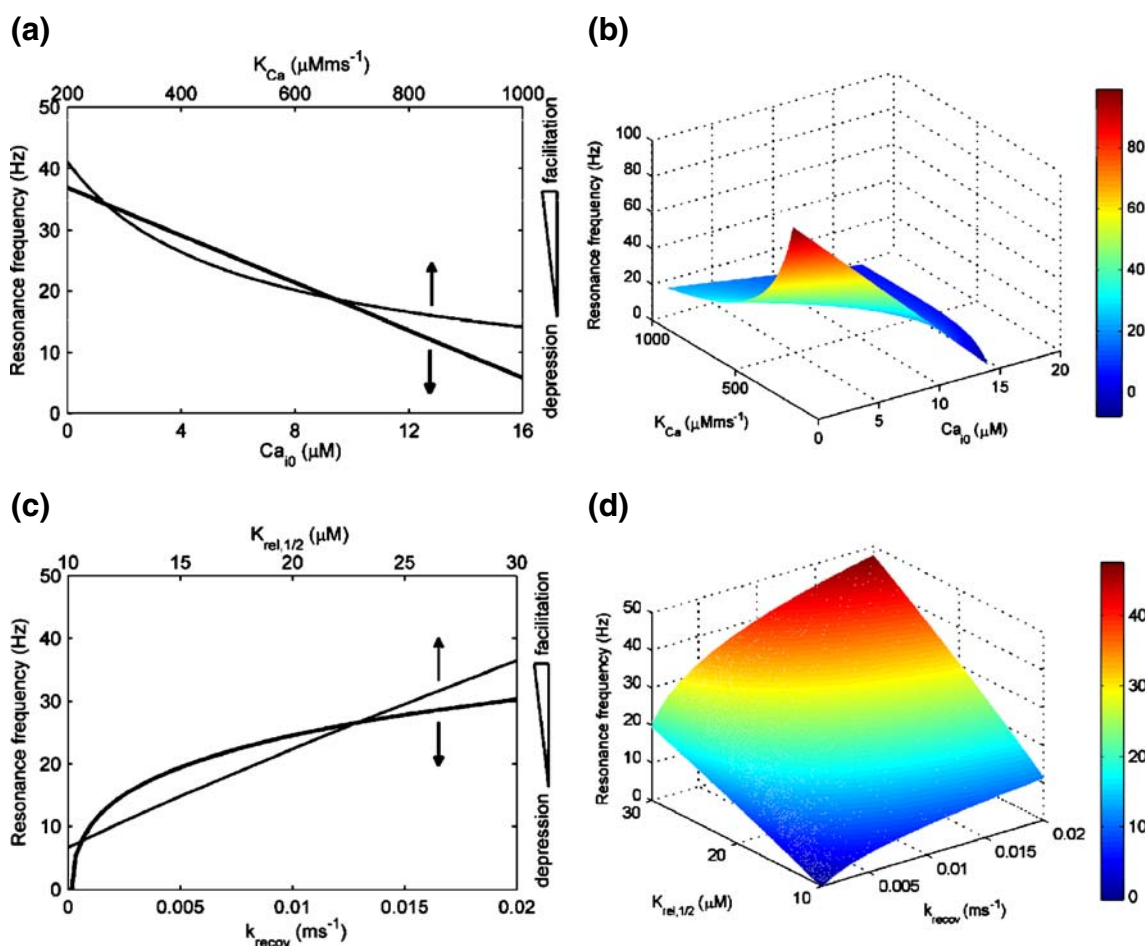 (a)
K_Ca (μMms⁻¹)
200 400 600 800 1000
50
40
30
20
10
0
Resonance frequency (Hz)
facilitation
depression
0 4 8 12 16
Ca_i0 (μM)
(b)
100
80
60
40
20
0
Resonance frequency (Hz)
1000
500
0
K_Ca (μMms⁻¹)
5
10
15
20
Ca_i0 (μM)
80
60
40
20
0
(c)
K_rel,1/2 (μM)
10 15 20 25 30
50
40
30
20
10
0
Resonance frequency (Hz)
facilitation
depression
0 0.005 0.01 0.015 0.02
k_recov (ms⁻¹)
(d)
50
40
30
20
10
0
Resonance frequency (Hz)
30
20
10
K_rel,1/2 (μM)
0.005
0.01
0.015
0.02
k_recov (ms⁻¹)
40
30
20
10
0